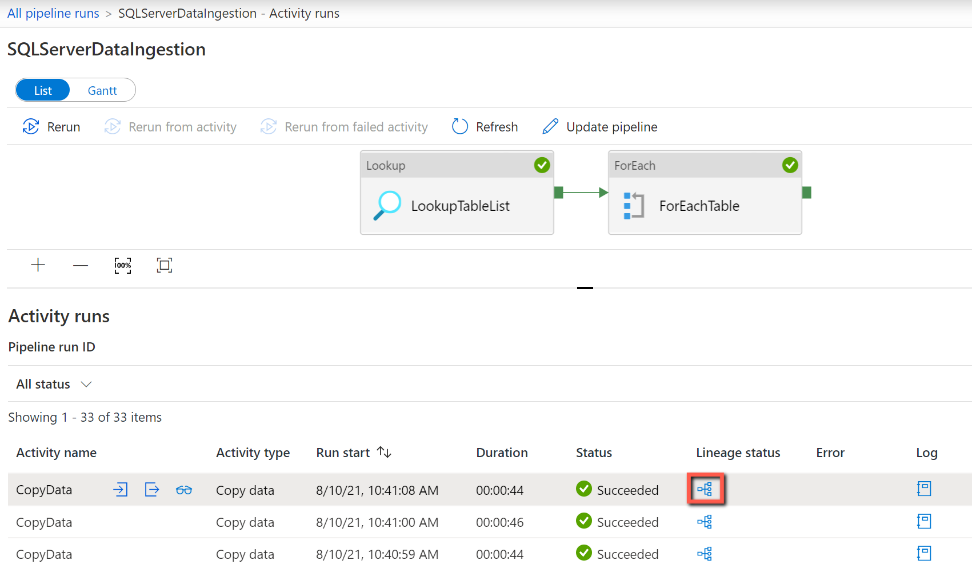 All pipeline runs > SQLServerDataIngestion - Activity runs
SQLServerDataIngestion
List Gantt
Rerun Rerun from activity Rerun from failed activity Refresh Update pipeline
Lookup ForEach
LookupTableList ForEachTable
100%
Activity runs
Pipeline run ID
All status
Showing 1 - 33 of 33 items
Activity name Activity type Run start Duration Status Lineage status Error Log
CopyData Copy data 8/10/21, 10:41:08 AM 00:00:44 Succeeded
CopyData Copy data 8/10/21, 10:41:00 AM 00:00:46 Succeeded
CopyData Copy data 8/10/21, 10:40:59 AM 00:00:44 Succeeded